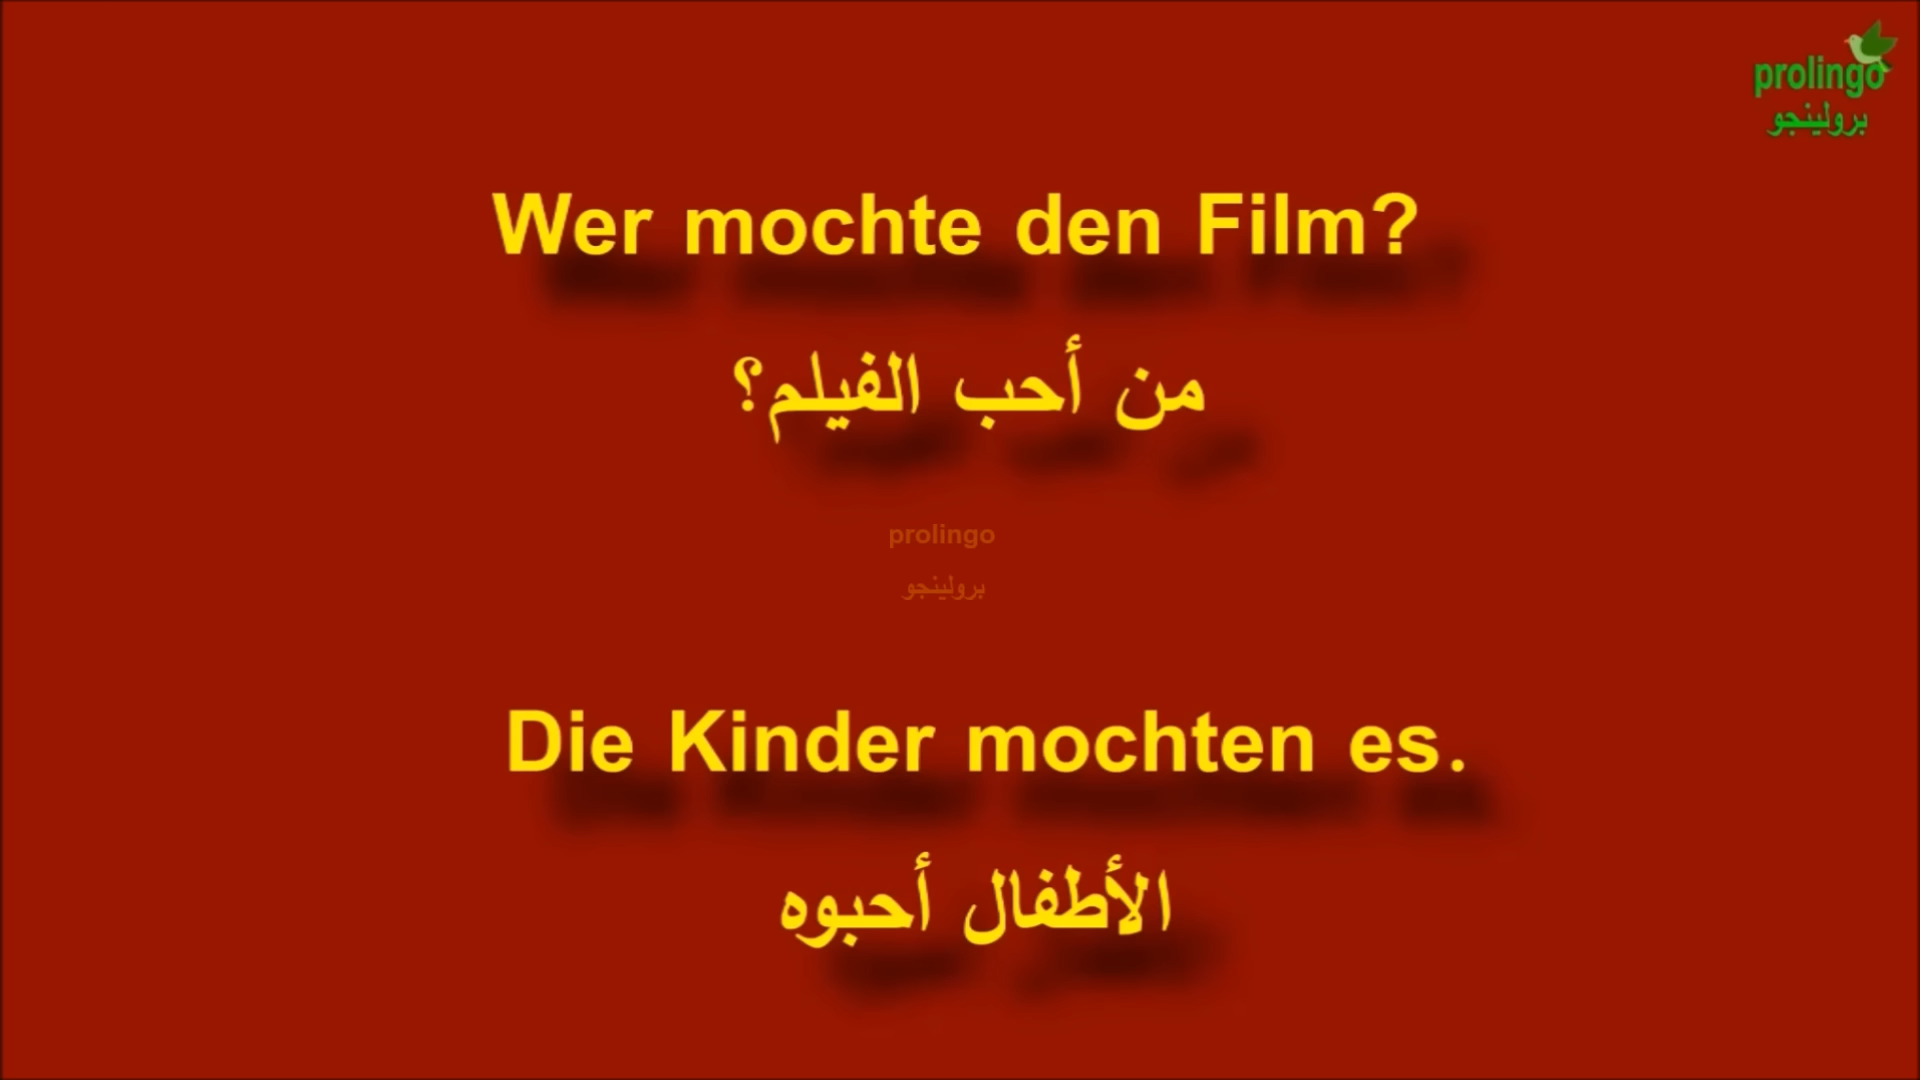 prolingo
برولينجو
Wer mochte den Film?
من أحب الفيلم؟
prolingo
برولينجو
Die Kinder mochten es.
الأطفال أحبوه